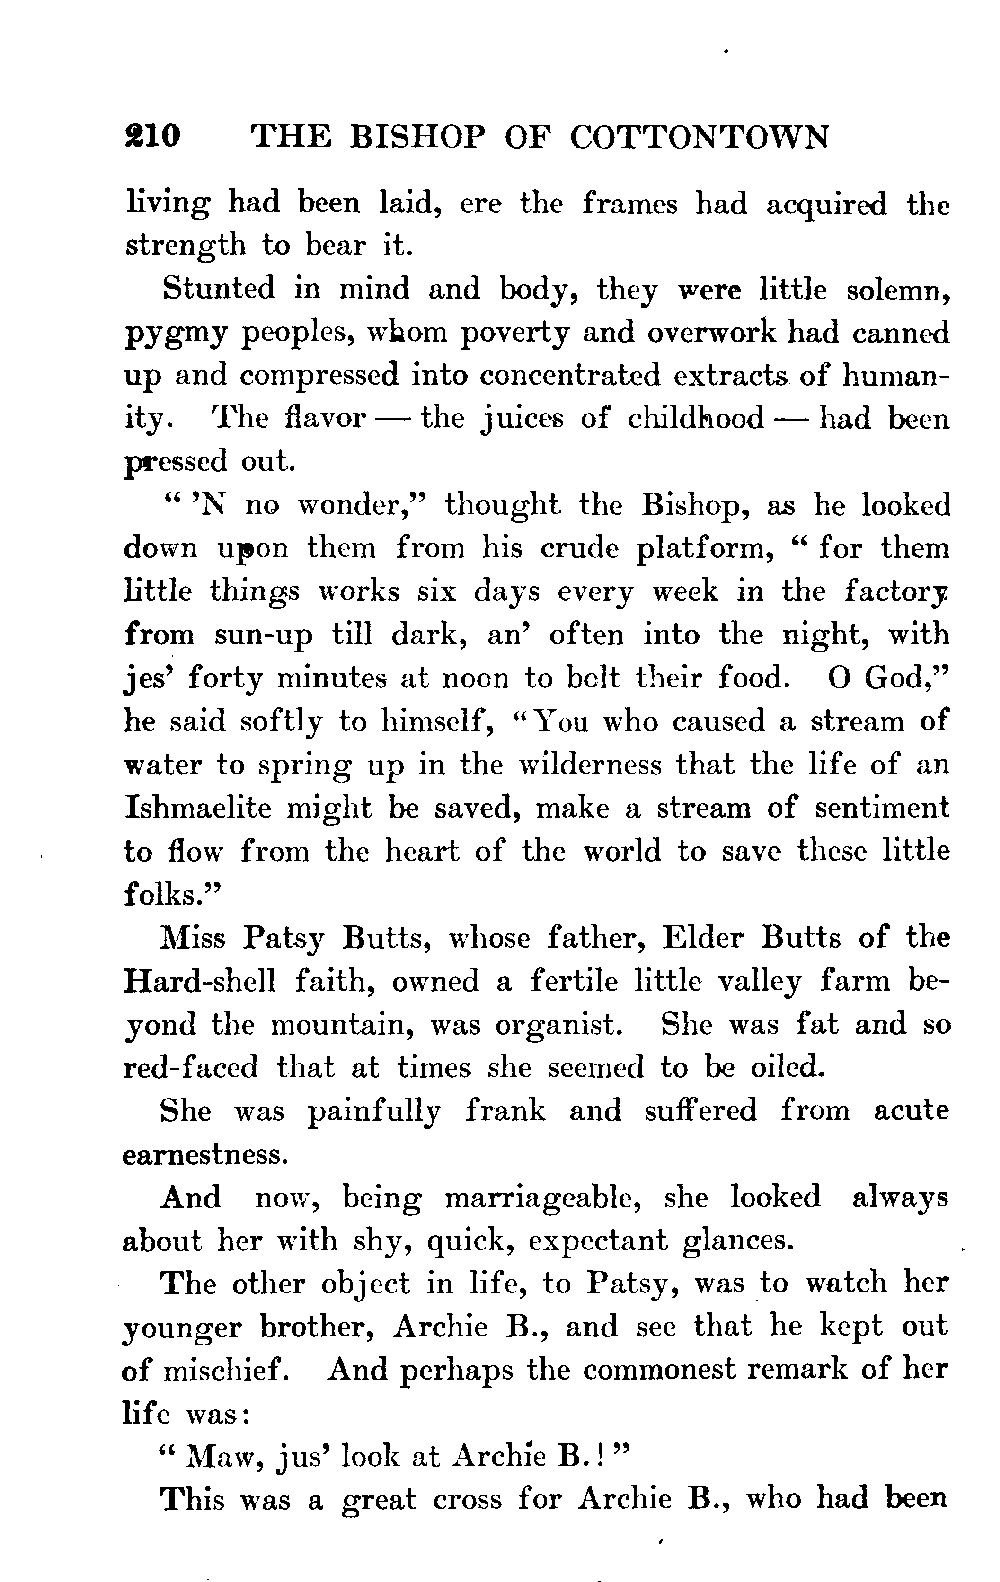 210 THE BISHOP OF COTTONTOWN
living had been laid, ere the frames had acquired the
strength to bear it.
Stunted in mind and body, they were little solemn,
pygmy peoples, whom poverty and overwork had canned
up and compressed into concentrated extracts of human-
ity. The flavor — the juices of childhood — had been
pressed out.
“ ’N no wonder,” thought the Bishop, as he looked
down upon them from his crude platform, “ for them
little things works six days every week in the factory
from sun-up till dark, an’ often into the night, with
jes’ forty minutes at noon to bolt their food. O God,”
he said softly to himself, “You who caused a stream of
water to spring up in the wilderness that the life of an
Ishmaelite might be saved, make a stream of sentiment
to flow from the heart of the world to save these little
folks.”
Miss Patsy Butts, whose father, Elder Butts of the
Hard-shell faith, owned a fertile little valley farm be-
yond the mountain, was organist. She was fat and so
red-faced that at times she seemed to be oiled.
She was painfully frank and suffered from acute
earnestness.
And now, being marriageable, she looked always
about her with shy, quick, expectant glances.
The other object in life, to Patsy, was to watch her
younger brother, Archie B., and see that he kept out
of mischief. And perhaps the commonest remark of her
life was:
“ Maw, jus’ look at Archie B.! ”
This was a great cross for Archie B., who had been